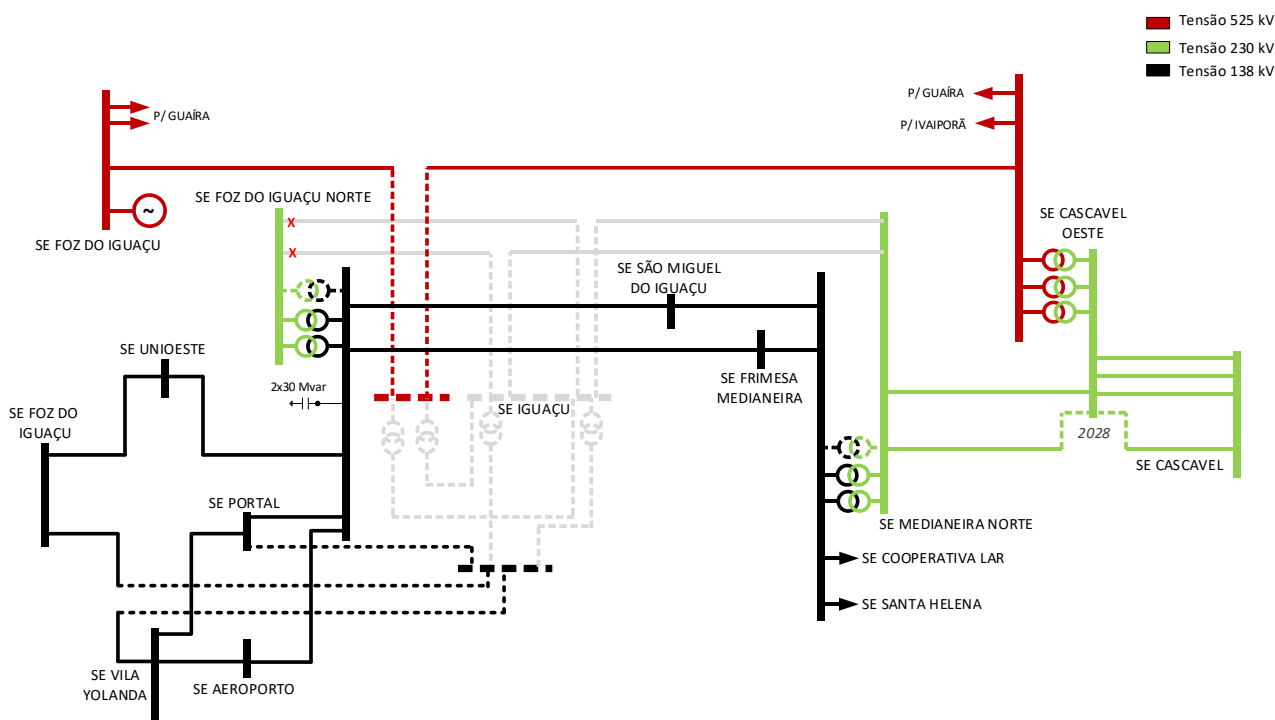 Tensão 525 kV
Tensão 230 kV
Tensão 138 kV
P/ GUAÍRA
P/ GUAÍRA
P/ IVAIPORÃ
SE FOZ DO IGUAÇU NORTE
~
SE FOZ DO IGUAÇU
SE CASCAVEL
OESTE
X
X
SE SÃO MIGUEL
DO IGUAÇU
SE UNIOESTE
SE FRIMESA
MEDIANEIRA
2x30 Mvar
SE IGUAÇU
SE FOZ DO
IGUAÇU
2028
SE CASCAVEL
SE PORTAL
SE MEDIANEIRA NORTE
SE COOPERATIVA LAR
SE SANTA HELENA
SE VILA
YOLANDA
SE AEROPORTO